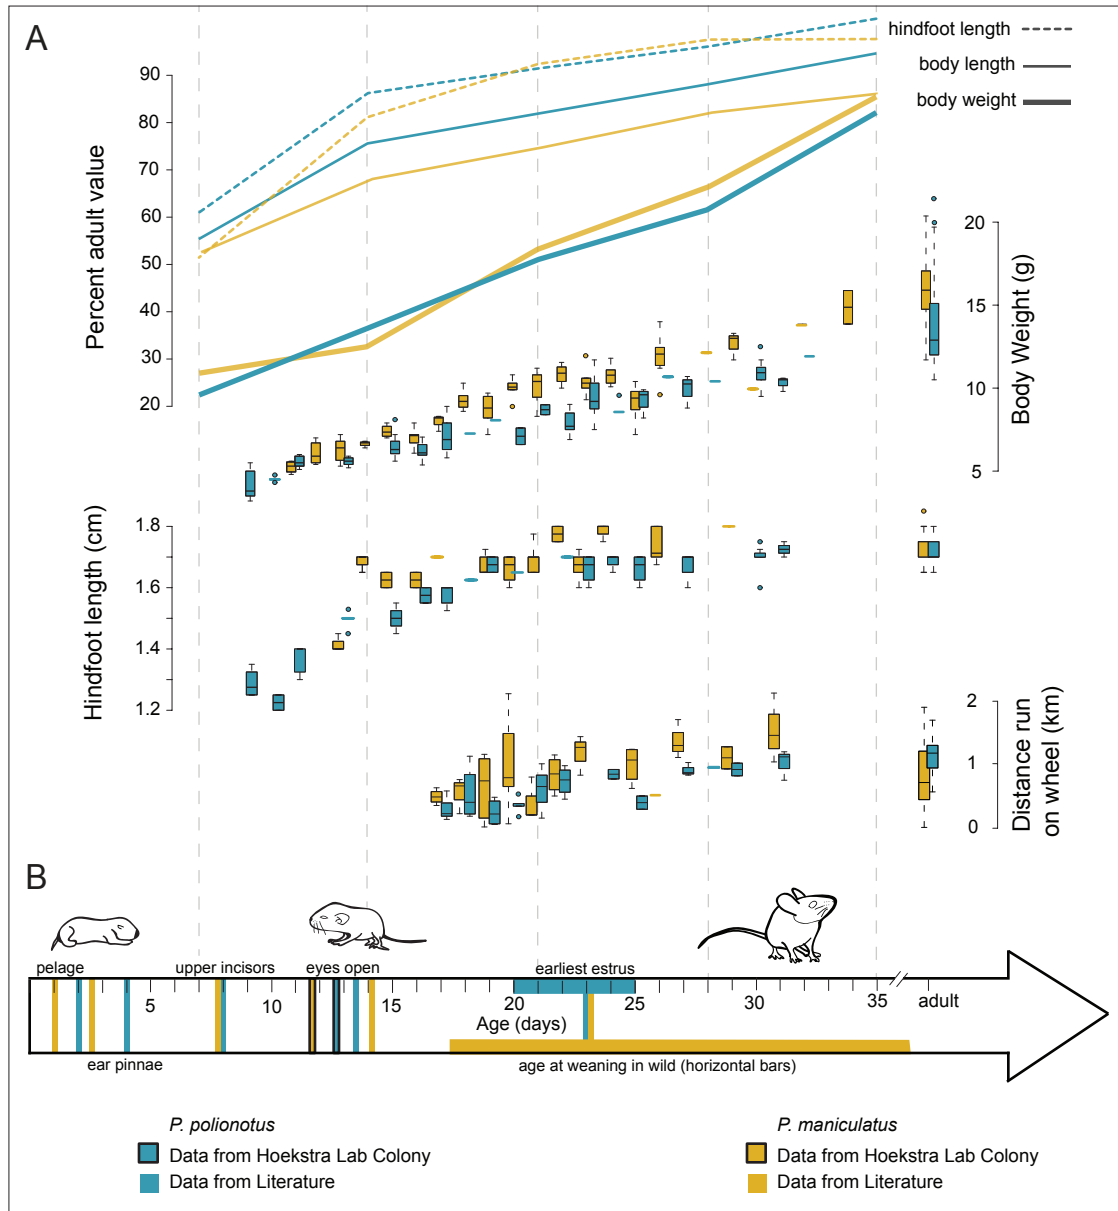 A
hindfoot length
body length
body weight
Percent adult value
90
80
70
60
50
40
30
20
Body Weight (g)
20
15
10
5
Hindfoot length (cm)
1.8
1.6
1.4
1.2
Distance run
on wheel (km)
2
1
0
B
pelage
upper incisors
eyes open
earliest estrus
5
10
15
20
25
30
35
adult
Age (days)
ear pinnae
age at weaning in wild (horizontal bars)
P. polionotus
Data from Hoekstra Lab Colony
Data from Literature
P. maniculatus
Data from Hoekstra Lab Colony
Data from Literature